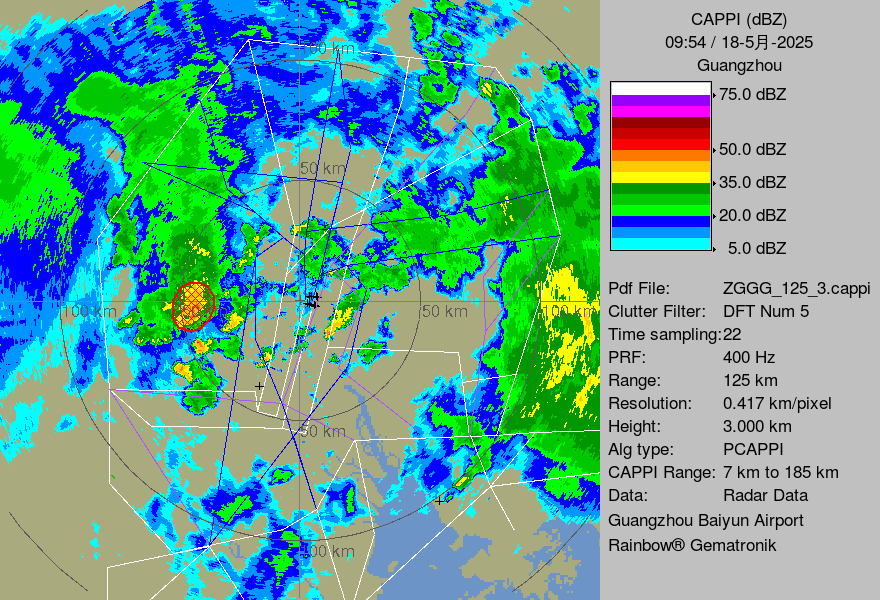 CAPPI (dBZ)
09:54 / 18-5月-2025
Guangzhou
75.0 dBZ
50.0 dBZ
35.0 dBZ
20.0 dBZ
5.0 dBZ
Pdf File: ZGGG_125_3.cappi
Clutter Filter: DFT Num 5
Time sampling:22
PRF: 400 Hz
Range: 125 km
Resolution: 0.417 km/pixel
Height: 3.000 km
Alg type: PCAPPI
CAPPI Range: 7 km to 185 km
Data: Radar Data
Guangzhou Baiyun Airport
Rainbow® Gematronik
100 km
50 km
100 km
50 km
100 km
50 km
100 km